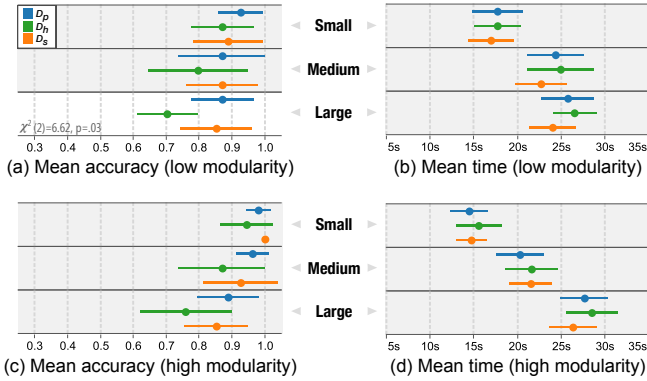 Dp
Dh
Ds
Small
Medium
Large
χ² (2)=6.62, p=.03
0.3 0.4 0.5 0.6 0.7 0.8 0.9 1.0
5s 10s 15s 20s 25s 30s 35s
(a) Mean accuracy (low modularity)
(b) Mean time (low modularity)
Small
Medium
Large
0.3 0.4 0.5 0.6 0.7 0.8 0.9 1.0
5s 10s 15s 20s 25s 30s 35s
(c) Mean accuracy (high modularity)
(d) Mean time (high modularity)